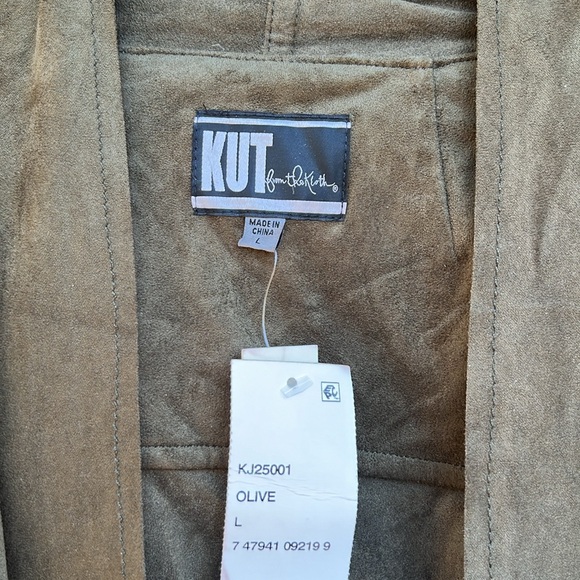 KUT from the Kloth ®
MADE IN
CHINA
L
KJ25001
OLIVE
L
7 47941 09219 9